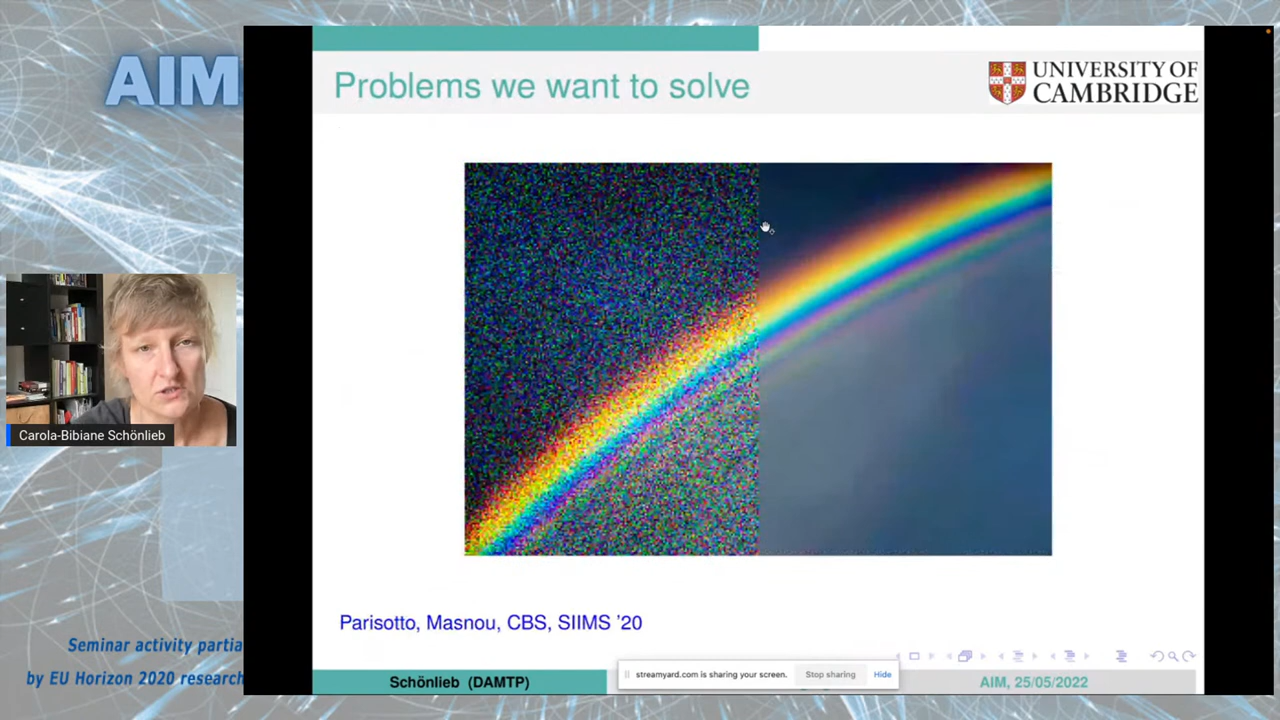 AIM
Problems we want to solve
UNIVERSITY OF
CAMBRIDGE
Carola-Bibiane Schönlieb
Parisotto, Masnou, CBS, SIIMS '20
Seminar activity partia
by EU Horizon 2020 research
streamyard.com is sharing your screen.
Stop sharing
Hide
Schönlieb (DAMTP)
AIM, 25/05/2022